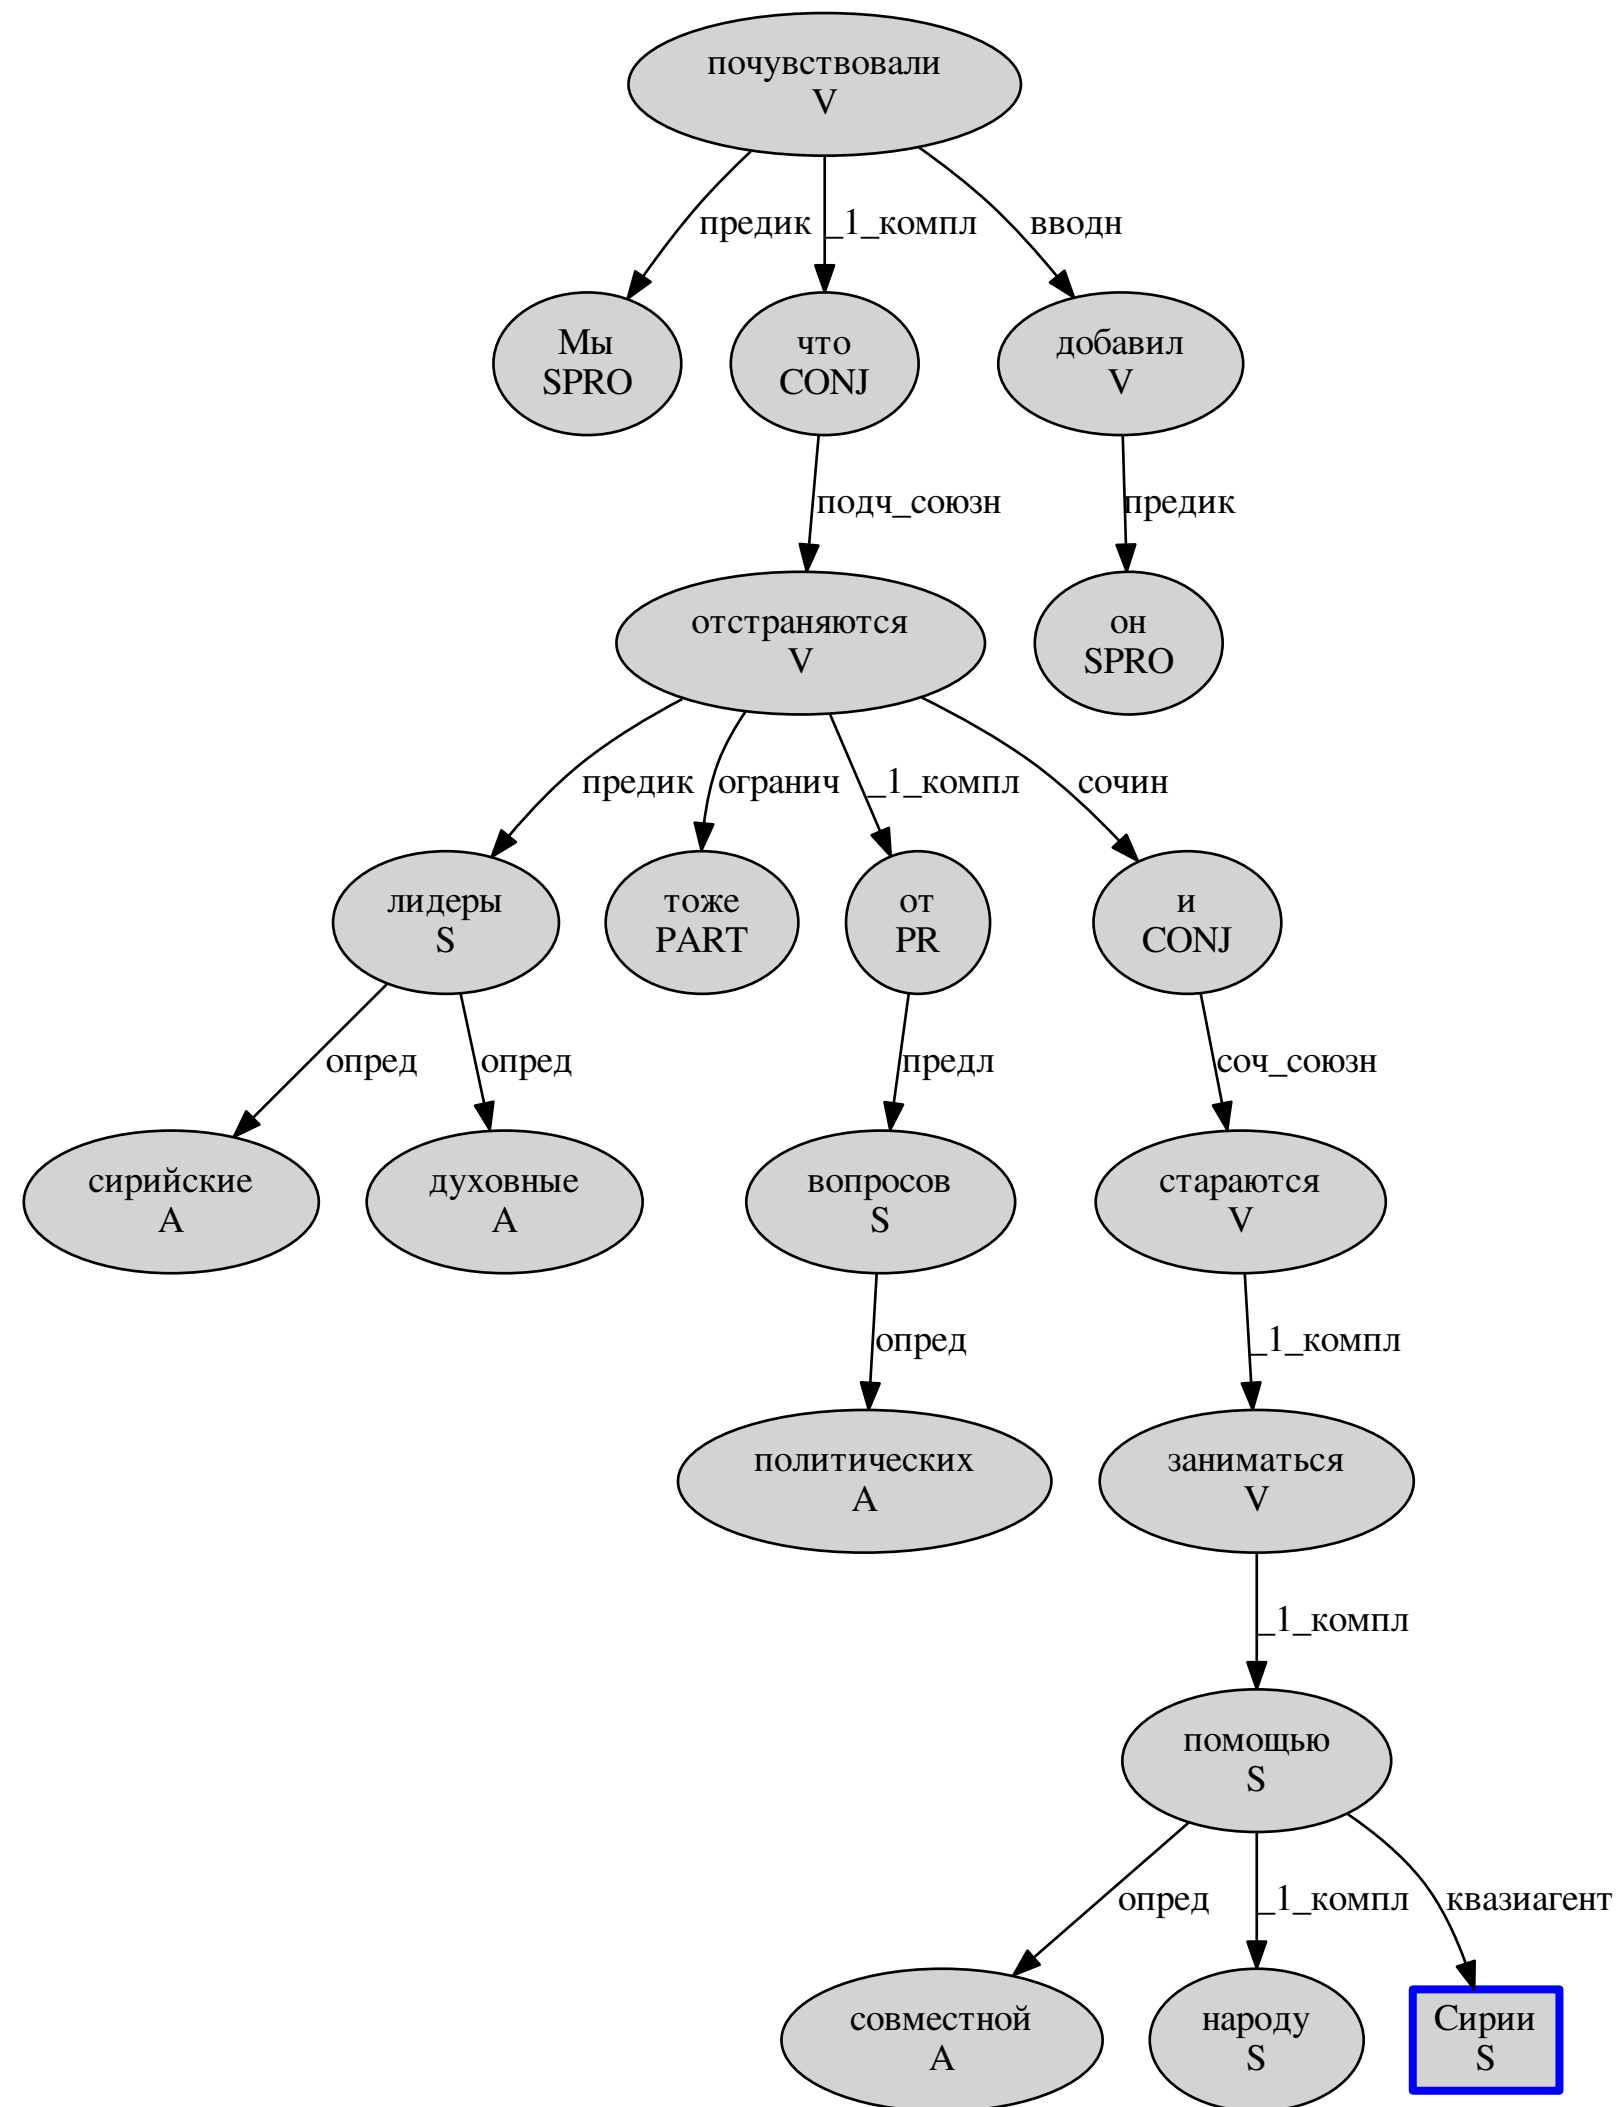 почувствовали
V
предик _1_компл вводн
Мы
SPRO
что
CONJ
добавил
V
подч_союзн предик
отстраняются
V
он
SPRO
предик огранич _1_компл сочин
лидеры
S
тоже
PART
от
PR
и
CONJ
опред опред предл соч_союзн
сирийские
A
духовные
A
вопросов
S
стараются
V
опред _1_компл
политических
A
заниматься
V
_1_компл
помощью
S
опред _1_компл квазиагент
совместной
A
народу
S
Сирии
S